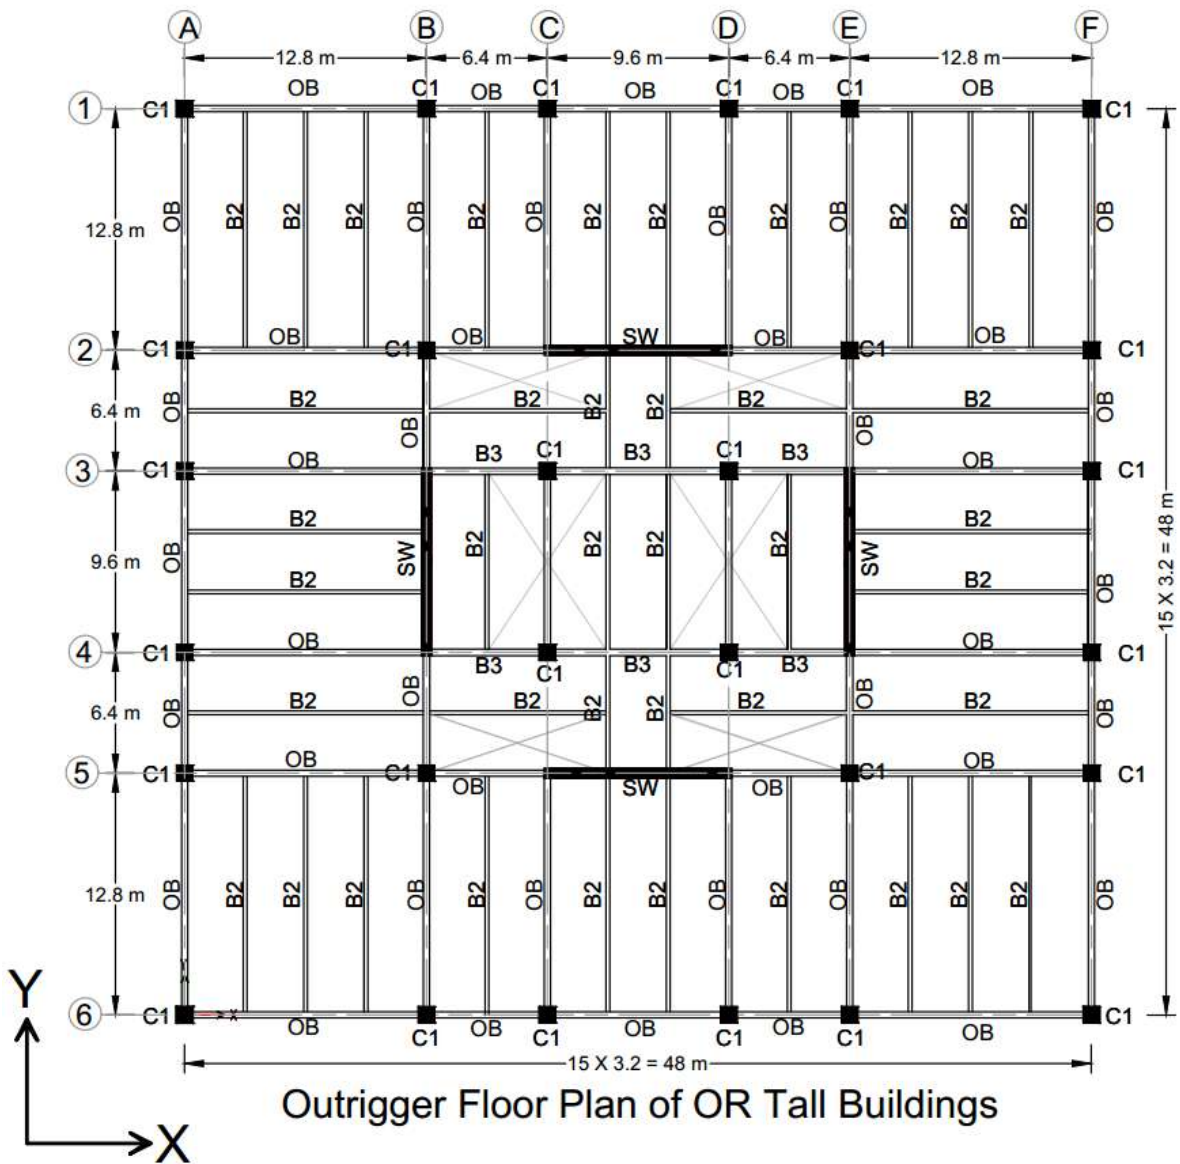 A B C D E F
12.8 m 6.4 m 9.6 m 6.4 m 12.8 m
OB C1 OB C1 OB C1 OB C1 OB
1 C1 C1
12.8 m OB B2 B2 B2 OB B2 OB B2 B2 OB B2 OB B2 B2 B2 OB
OB OB SW OB OB
2 C1 C1 C1 C1
6.4 m OB B2 OB B2 B2 B2 B2 OB B2 OB
OB B3 C1 B3 C1 B3 OB
3 C1 C1
B2 B2
9.6 m OB SW B2 B2 B2 B2 SW OB
B2 B2
15 X 3.2 = 48 m
OB OB
4 C1 C1
B3 C1 B3 C1 B3
6.4 m OB B2 OB B2 B2 B2 B2 OB B2 OB
OB OB
5 C1 C1 C1 C1
OB SW OB
12.8 m OB B2 B2 B2 OB B2 OB B2 B2 OB B2 OB B2 B2 B2 OB
6 C1 C1
OB C1 OB C1 OB C1 OB C1 OB
15 X 3.2 = 48 m
Y
X
Outrigger Floor Plan of OR Tall Buildings